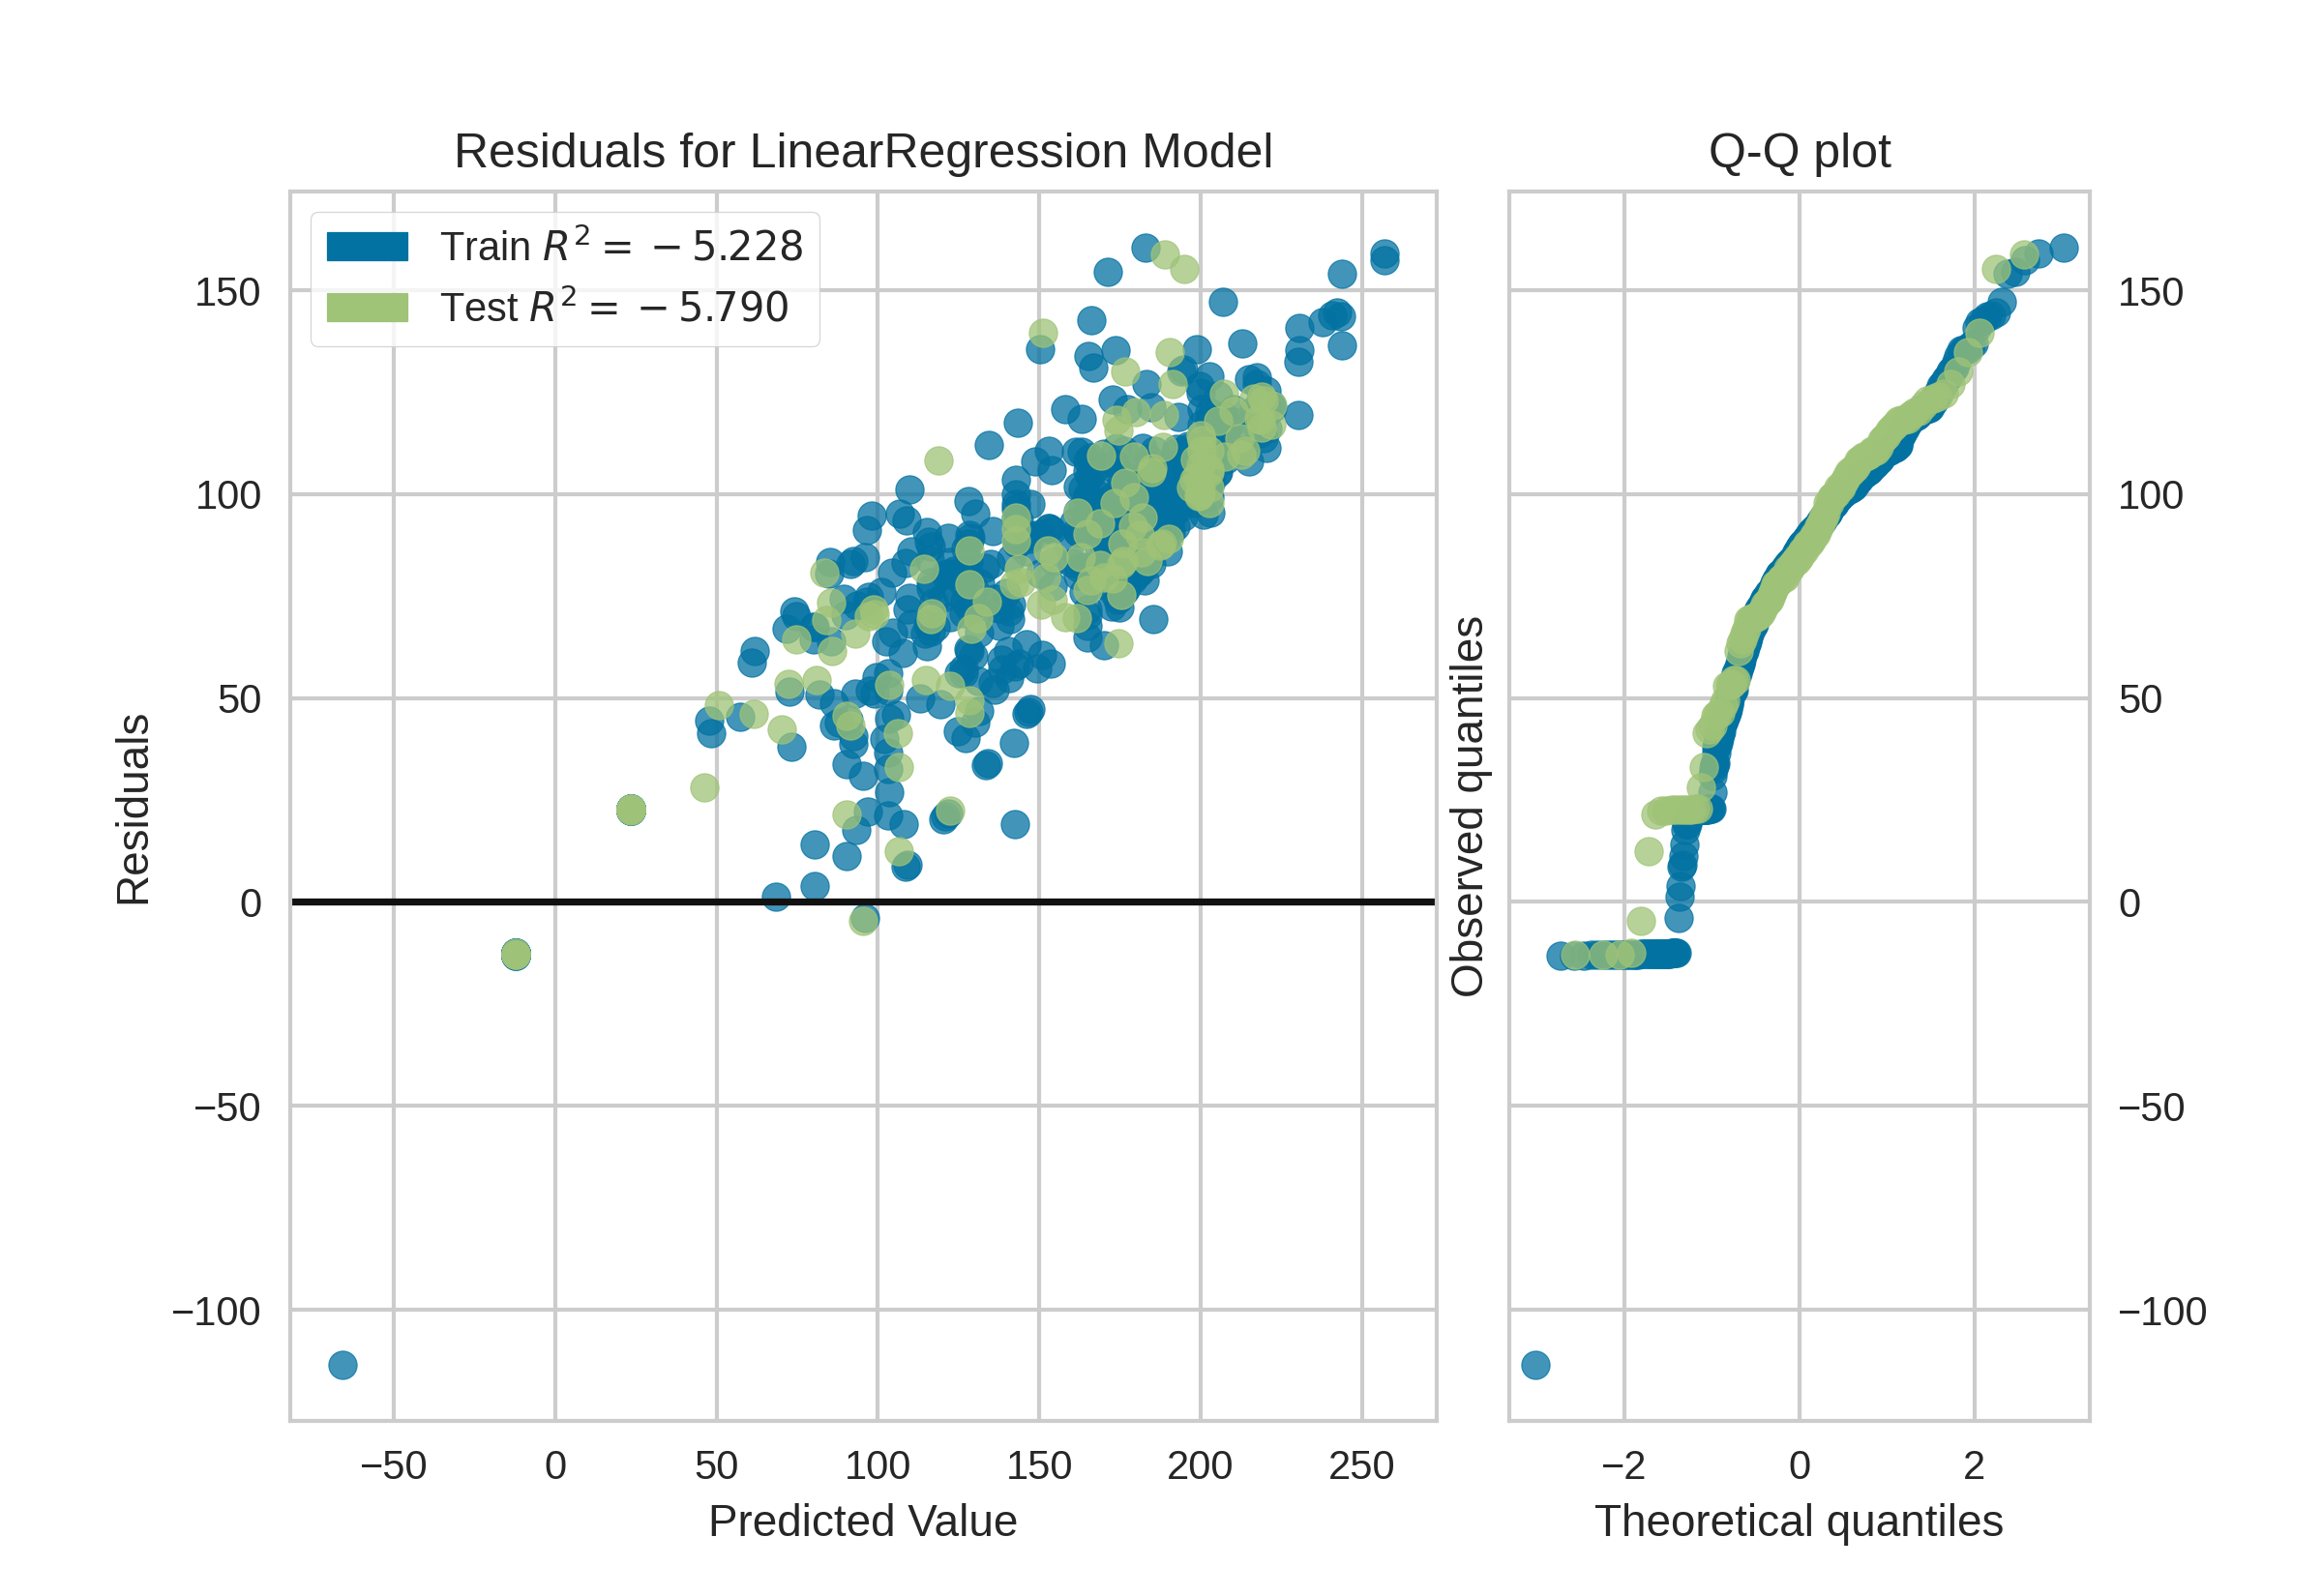 Residuals for LinearRegression Model
Train R² = −5.228
Test R² = −5.790
150
100
50
0
−50
−100
Residuals
−50 0 50 100 150 200 250
Predicted Value
Q-Q plot
Observed quantiles
150
100
50
0
−50
−100
−2 0 2
Theoretical quantiles